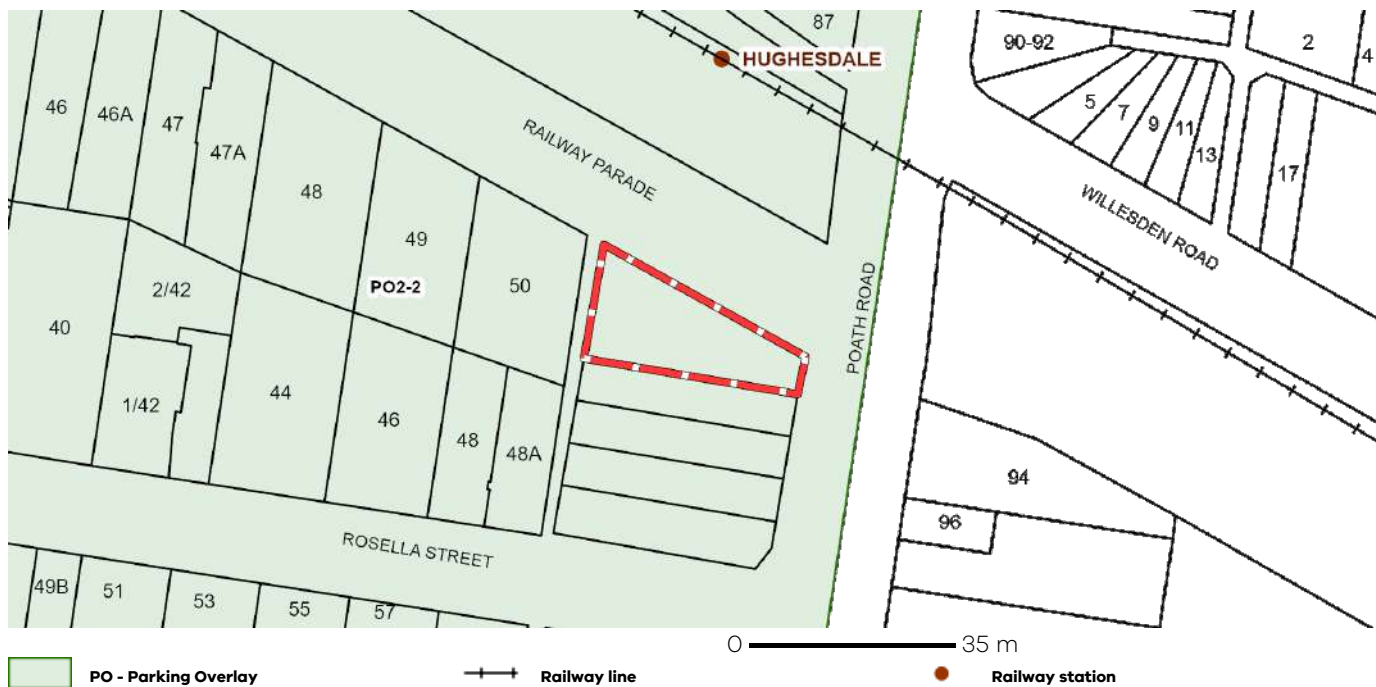 87
HUGHESDALE
90-92
2
4
46
46A
47
47A
5
7
9
11
13
17
RAILWAY PARADE
48
49
50
WILLESDEN ROAD
2/42
PO2-2
40
POATH ROAD
1/42
44
46
48
48A
94
96
ROSELLA STREET
49B
51
53
55
57
0 35 m
PO - Parking Overlay
Railway line
Railway station